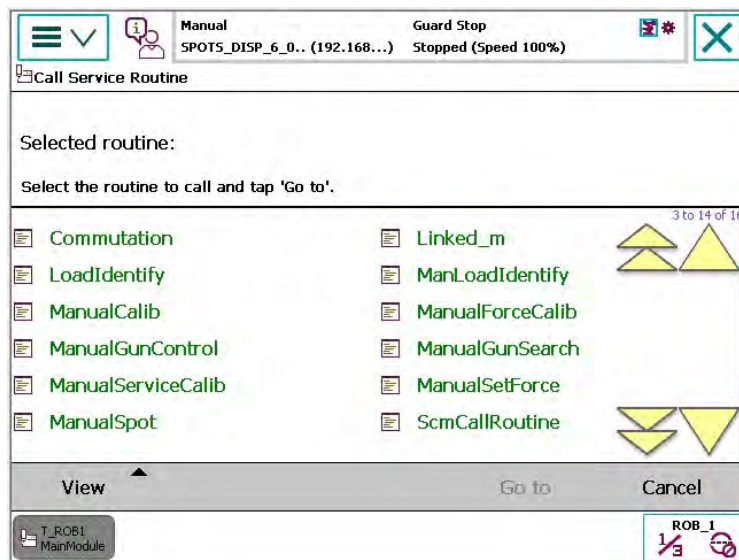 Manual
Guard Stop
SPOTS_DISP_6_0.. (192.168...)
Stopped (Speed 100%)
Call Service Routine
Selected routine:
Select the routine to call and tap 'Go to'.
3 to 14 of 16
Commutation
Linked_m
LoadIdentify
ManLoadIdentify
ManualCalib
ManualForceCalib
ManualGunControl
ManualGunSearch
ManualServiceCalib
ManualSetForce
ManualSpot
ScmCallRoutine
View
Go to
Cancel
T_ROB1
MainModule
ROB_1
1/3